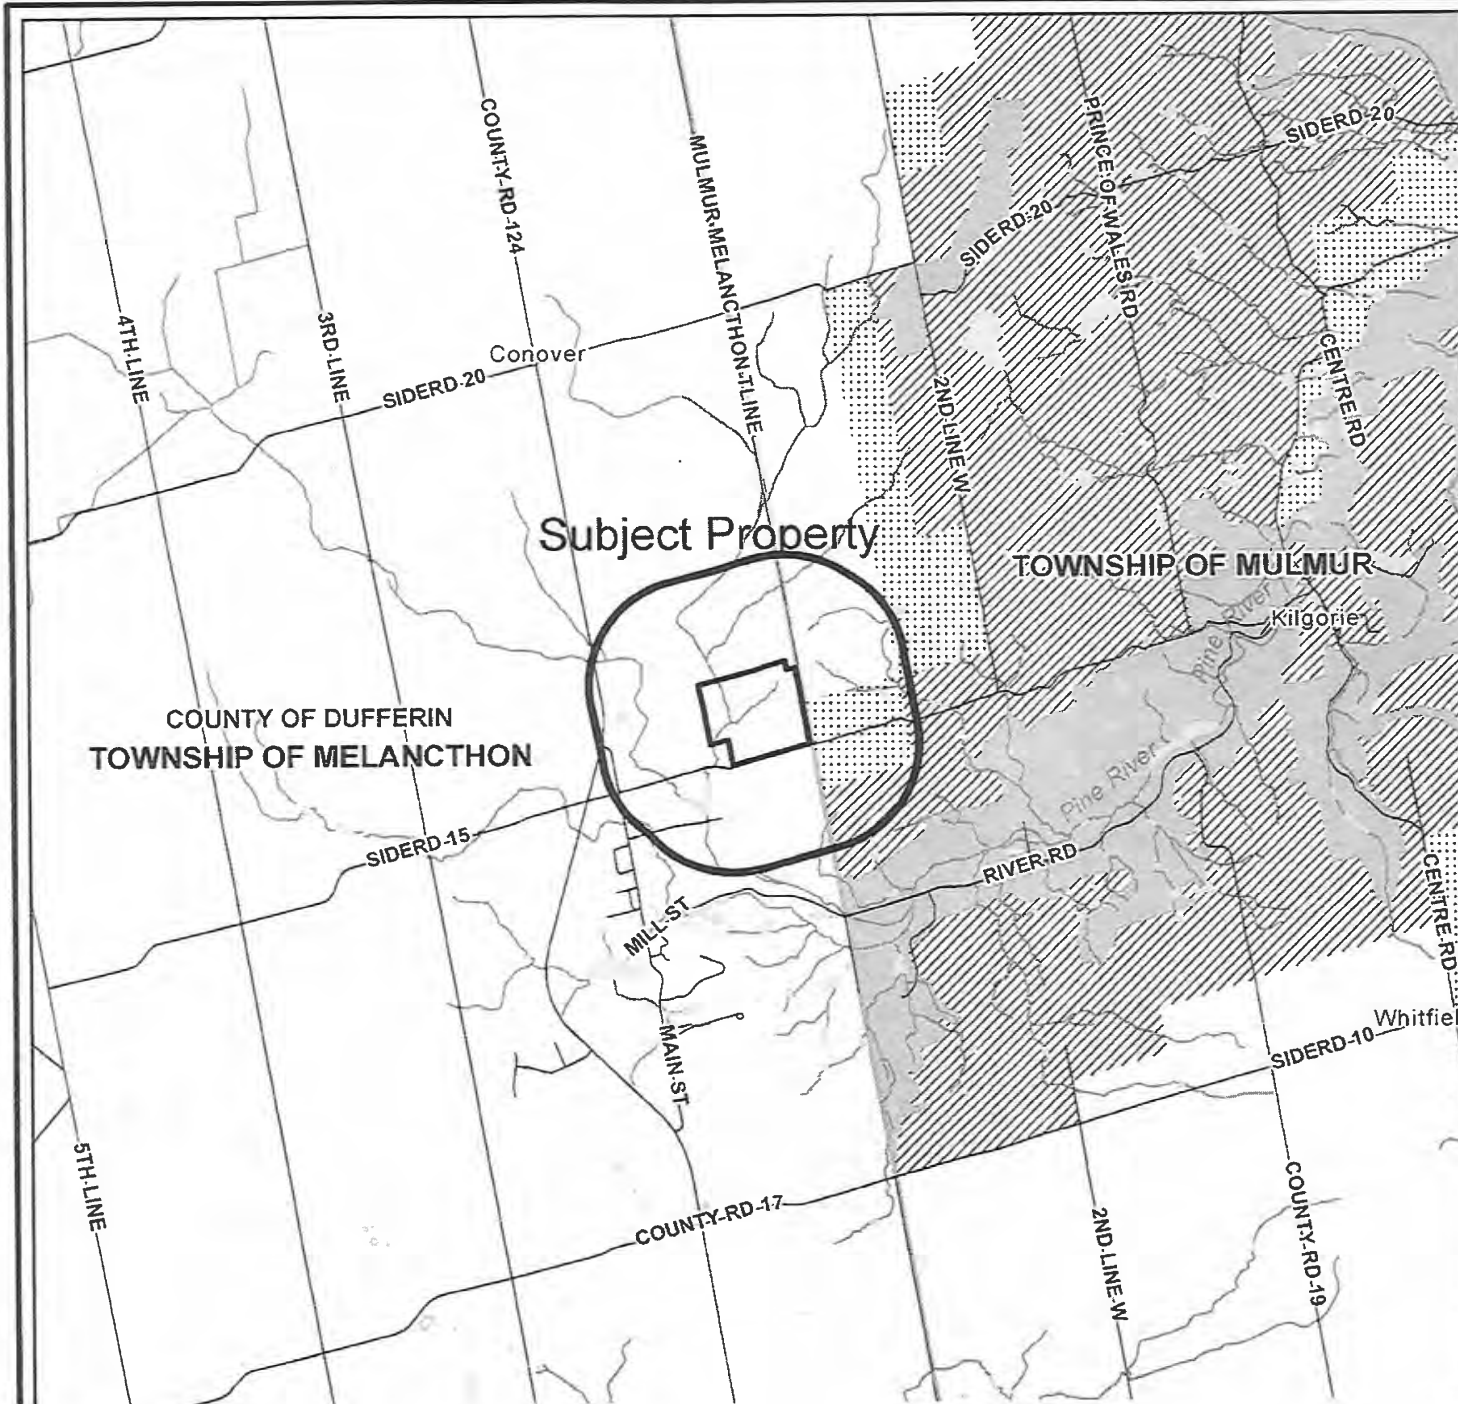 COUNTY-RD-124
MULMUR-MELANCTHON-TLINE
PRINCE-OF-WALES-RD
SIDERD-20
SIDERD-20
4TH-LINE
3RD-LINE
Conover
SIDERD-20
2ND-LINE-W
CENTRE-RD
Subject Property
TOWNSHIP OF MULMUR
Pine River
Kilgorie
COUNTY OF DUFFERIN
TOWNSHIP OF MELANCTHON
Pine River
SIDERD-15
RIVER-RD
MILL-ST
CENTRE-RD
MAIN-ST
Whitfiel
SIDERD-10
5TH-LINE
COUNTY-RD-17
2ND-LINE-W
COUNTY-RD-19